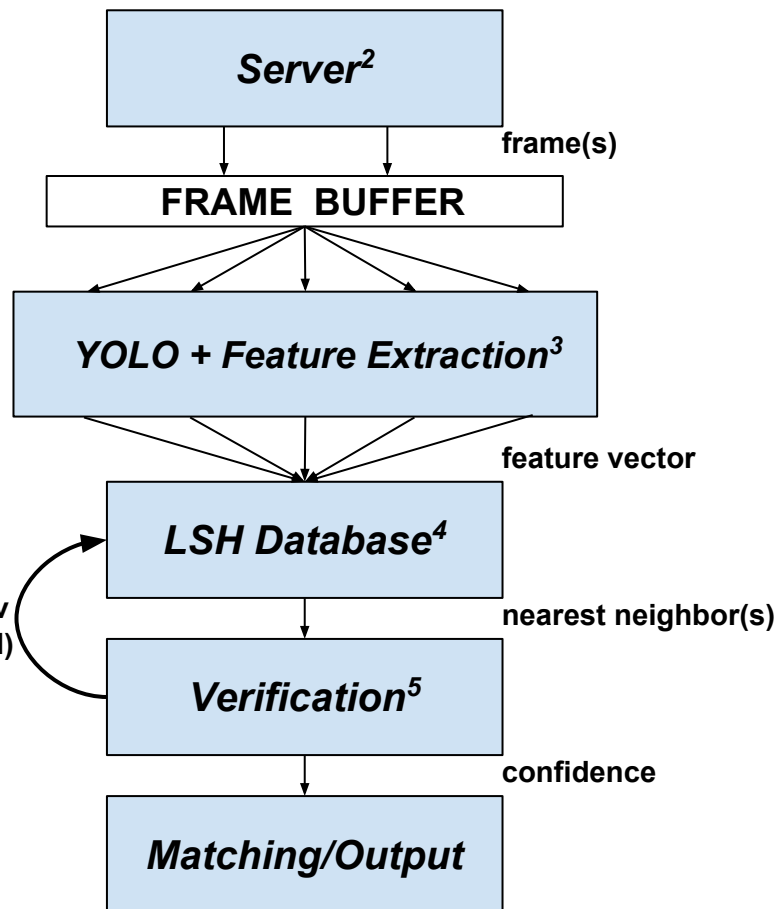 Server²
frame(s)
FRAME BUFFER
YOLO + Feature Extraction³
feature vector
LSH Database⁴
nearest neighbor(s)
Verification⁵
confidence
Matching/Output